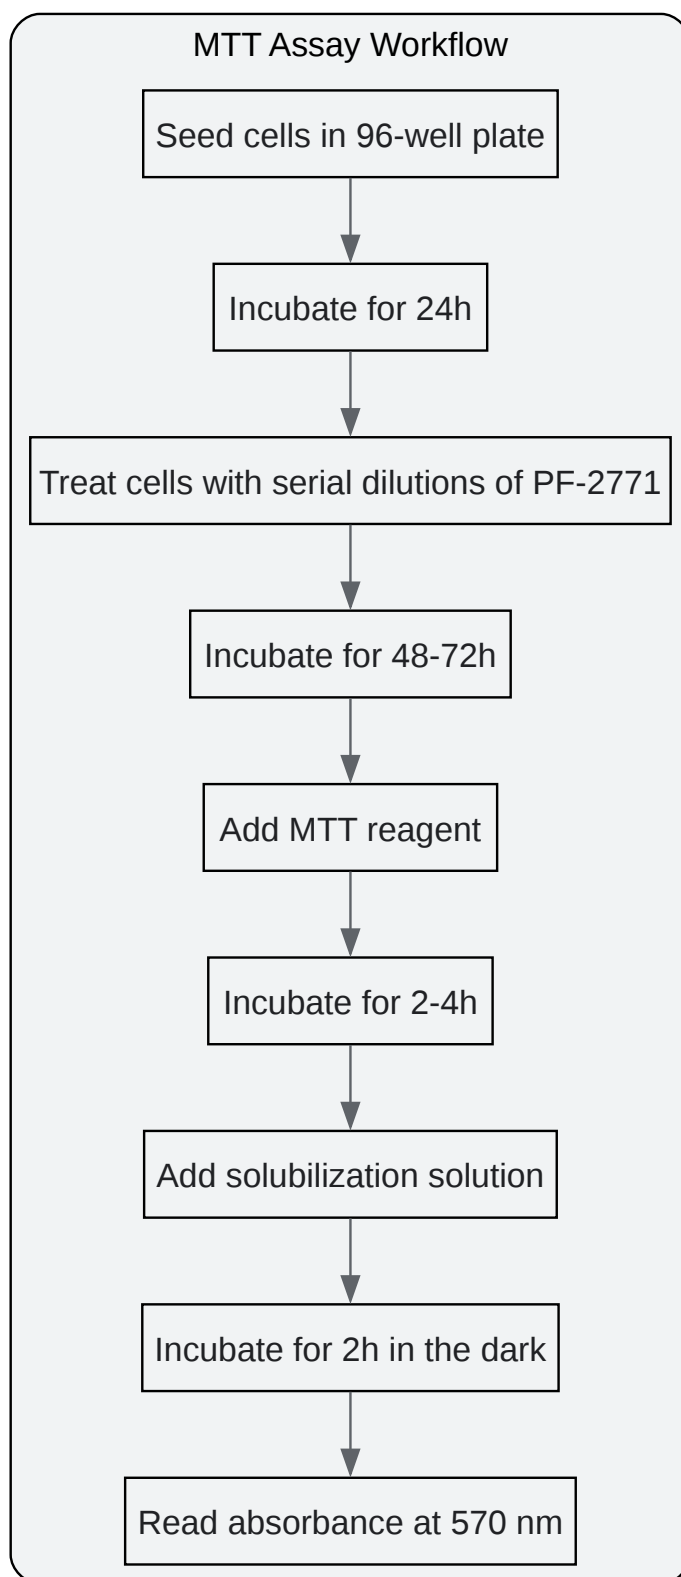 MTT Assay Workflow
Seed cells in 96-well plate
Incubate for 24h
Treat cells with serial dilutions of PF-2771
Incubate for 48-72h
Add MTT reagent
Incubate for 2-4h
Add solubilization solution
Incubate for 2h in the dark
Read absorbance at 570 nm